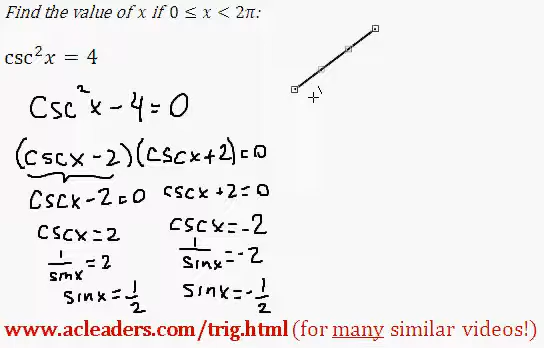 Find the value of x if 0 ≤ x < 2π:
csc²x = 4
csc²x - 4 = 0
(cscx - 2)(cscx + 2) = 0
cscx - 2 = 0 cscx + 2 = 0
cscx = 2 cscx = -2
1/sinx = 2 1/sinx = -2
sinx = 1/2 sinx = -1/2
www.acleaders.com/trig.html (for many similar videos!)